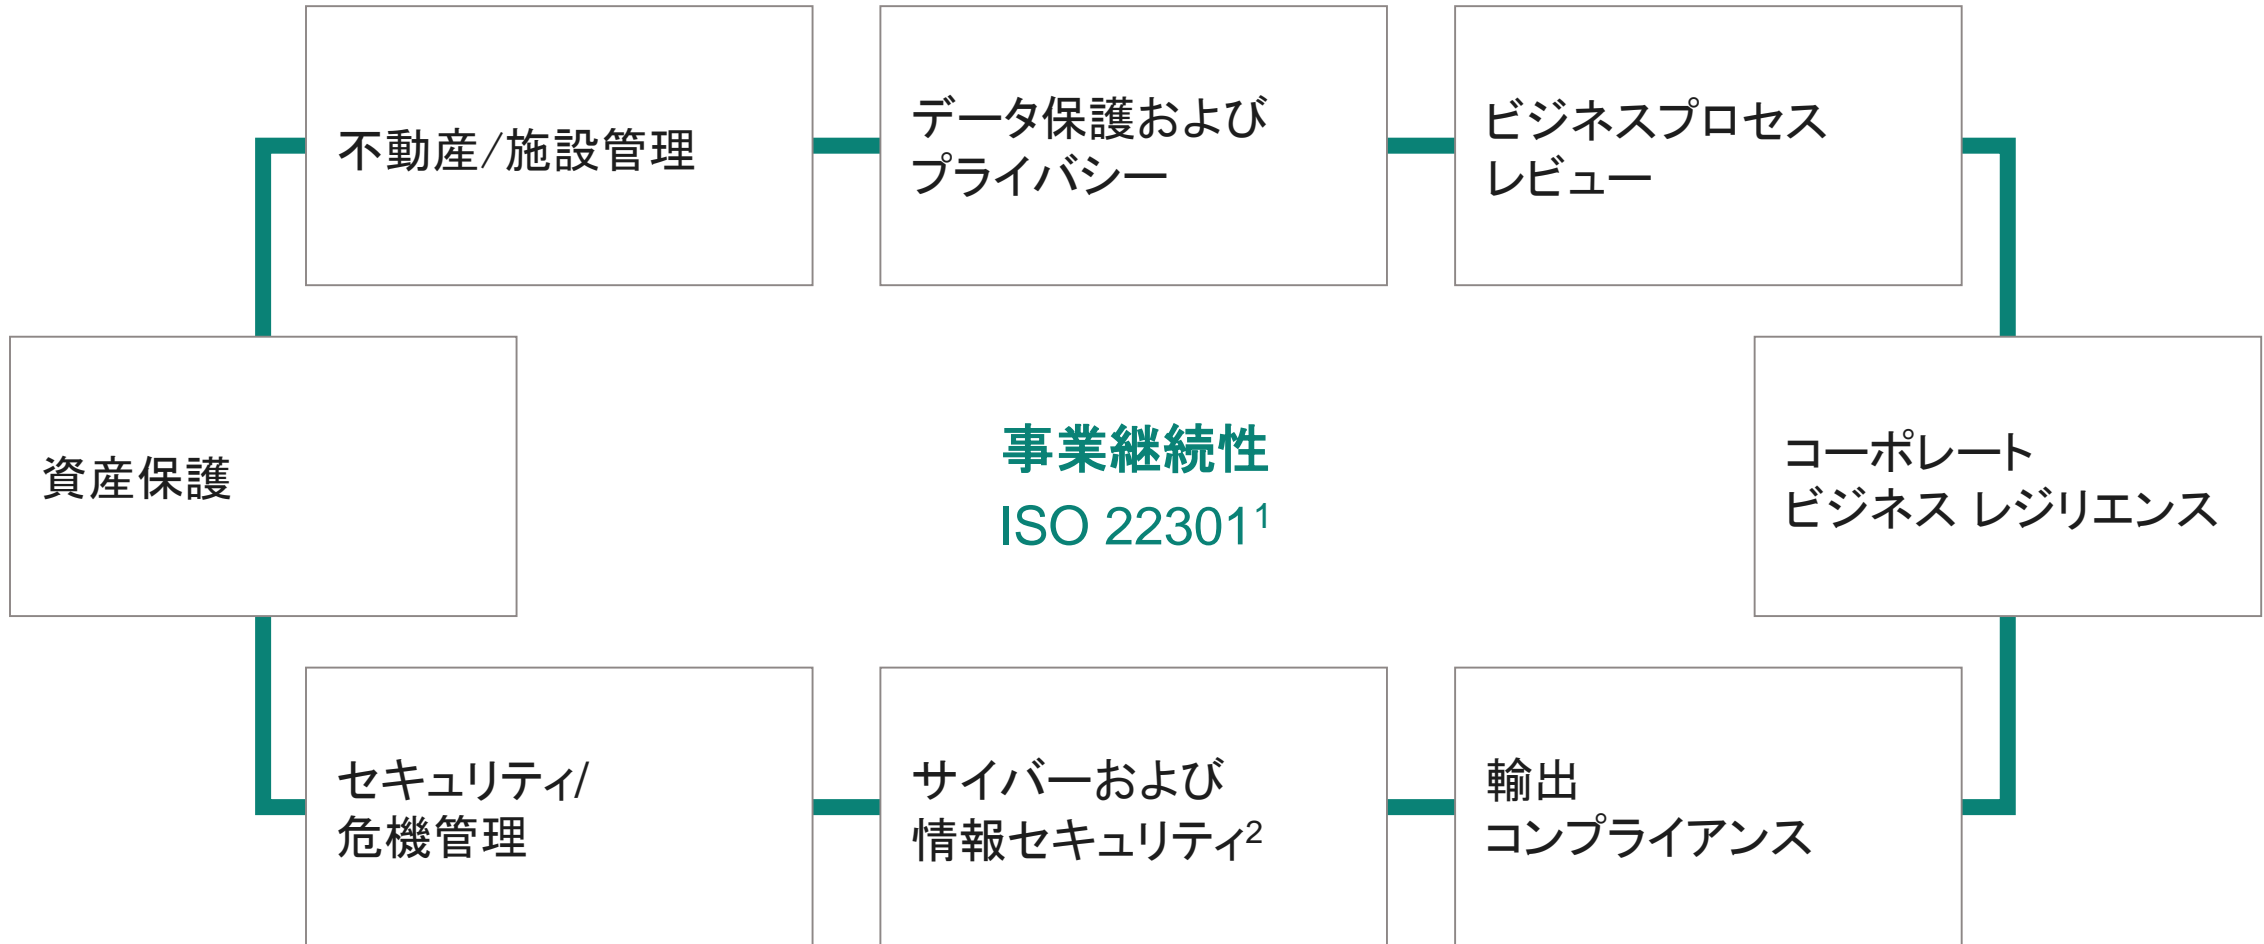 不動産/施設管理
データ保護および
プライバシー
ビジネスプロセス
レビュー
資産保護
事業継続性
ISO 22301¹
コーポレート
ビジネス レジリエンス
セキュリティ/
危機管理
サイバーおよび
情報セキュリティ²
輸出
コンプライアンス